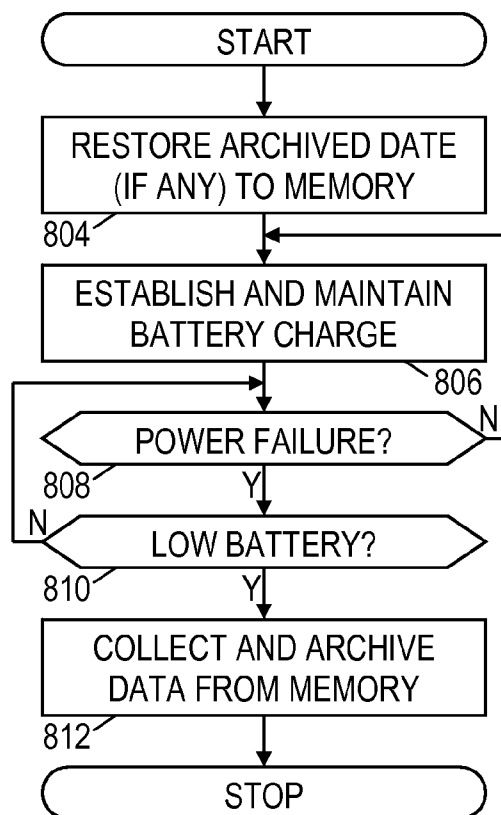 START
RESTORE ARCHIVED DATE
(IF ANY) TO MEMORY
804
ESTABLISH AND MAINTAIN
BATTERY CHARGE
806
POWER FAILURE?
N
808
Y
N
LOW BATTERY?
810
Y
COLLECT AND ARCHIVE
DATA FROM MEMORY
812
STOP